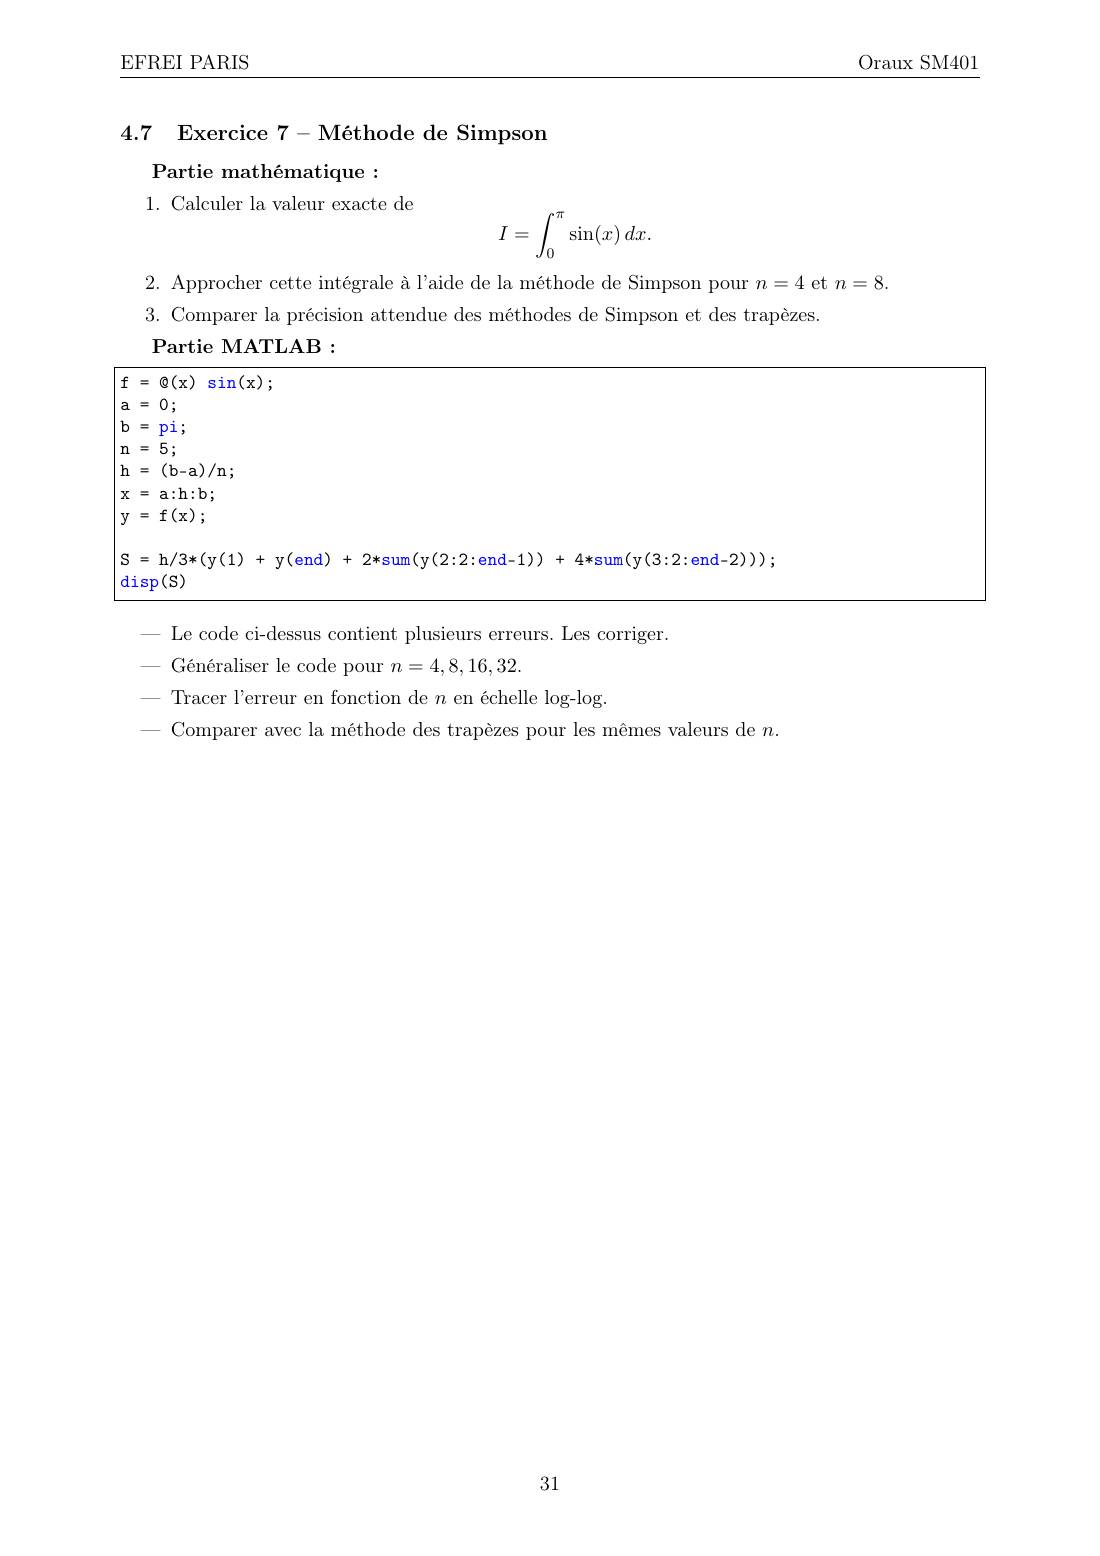 EFREI PARIS Oraux SM401
4.7 Exercice 7 – Méthode de Simpson
Partie mathématique :
1. Calculer la valeur exacte de
I = ∫₀^π sin(x) dx.
2. Approcher cette intégrale à l'aide de la méthode de Simpson pour n = 4 et n = 8.
3. Comparer la précision attendue des méthodes de Simpson et des trapèzes.
Partie MATLAB :
f = @(x) sin(x);
a = 0;
b = pi;
n = 5;
h = (b-a)/n;
x = a:h:b;
y = f(x);
S = h/3*(y(1) + y(end) + 2*sum(y(2:2:end-1)) + 4*sum(y(3:2:end-2)));
disp(S)
— Le code ci-dessus contient plusieurs erreurs. Les corriger.
— Généraliser le code pour n = 4, 8, 16, 32.
— Tracer l'erreur en fonction de n en échelle log-log.
— Comparer avec la méthode des trapèzes pour les mêmes valeurs de n.
31